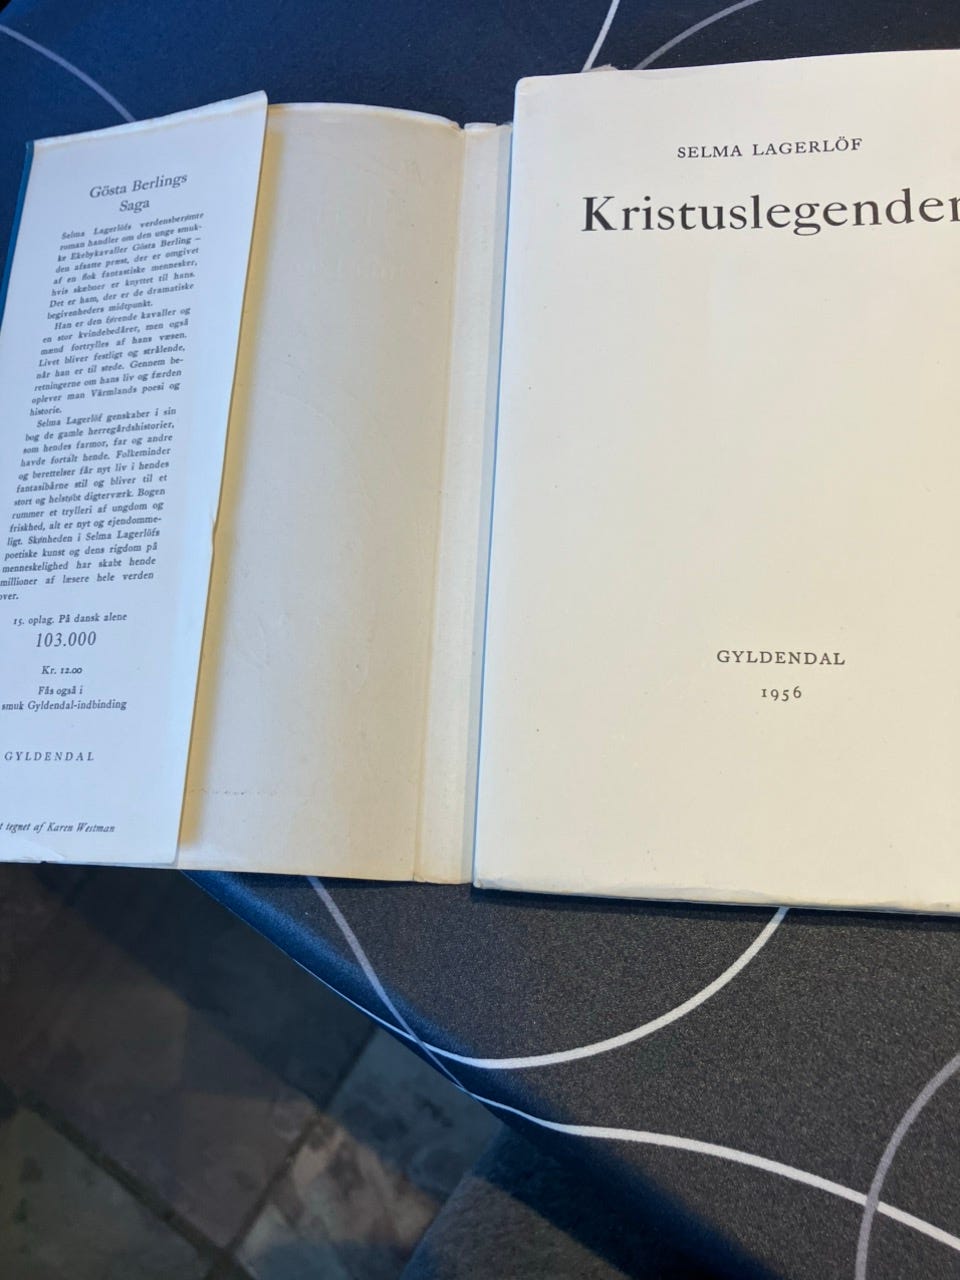 Gösta Berlings
Saga
Selma Lagerlöfs verdensberømte
roman handler om den unge smuk-
ke Ekebykavaller Gösta Berling –
den afsatte præst, der er omgivet
af en flok fantastiske mennesker,
hvis skæbner er knyttet til hans.
Det er ham, der er de dramatiske
begivenheders midtpunkt.
Han er den førende kavaller og
en stor kvindebedårer, men også
mænd fortrylles af hans væsen.
Livet bliver festligt og strålende,
når han er til stede. Gennem be-
retningerne om hans liv og færden
oplever man Värmlands poesi og
historie.
Selma Lagerlöf genskaber i sin
bog de gamle herregårdshistorier,
som hendes farmor, far og andre
havde fortalt hende. Folkeminder
og berettelser får nyt liv i hendes
fantasibårne stil og bliver til et
stort og helstøbt digterværk. Bogen
rummer et trylleri af ungdom og
friskhed, alt er nyt og ejendomme-
ligt. Skønheden i Selma Lagerlöfs
poetiske kunst og dens rigdom på
menneskelighed har skabt hende
millioner af læsere hele verden
over.
15. oplag. På dansk alene
103.000
Kr. 12.00
Fås også i
smuk Gyldendal-indbinding
GYLDENDAL
tegnet af Karen Westman
SELMA LAGERLÖF
Kristuslegender
GYLDENDAL
1956